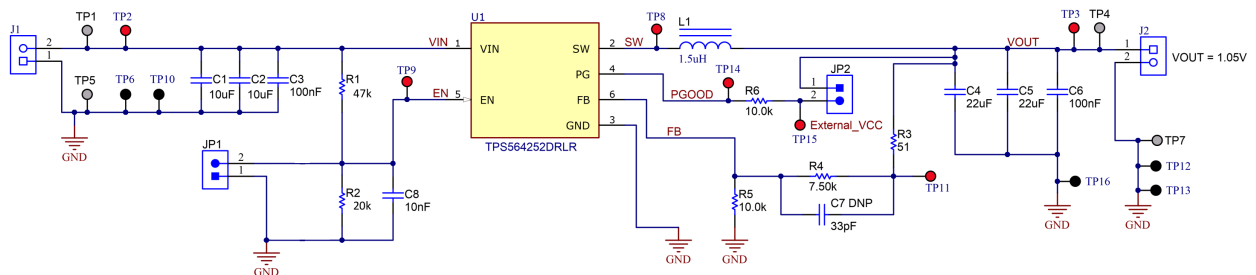 J1
2
1
TP1
TP2
TP5
TP6
TP10
GND
C1
10uF
C2
10uF
C3
100nF
R1
47k
VIN
1
EN
5
TP9
JP1
2
1
R2
20k
C8
10nF
GND
U1
VIN
EN
SW
PG
FB
GND
TPS564252DRLR
2
SW
4
PGOOD
6
FB
3
GND
TP8
L1
1.5uH
TP14
R6
10.0k
JP2
1
2
External_VCC
TP15
R3
51
R4
7.50k
C7 DNP
33pF
R5
10.0k
GND
TP11
VOUT
C4
22uF
C5
22uF
C6
100nF
TP16
GND
TP3
TP4
J2
1
2
VOUT = 1.05V
TP7
TP12
TP13
GND